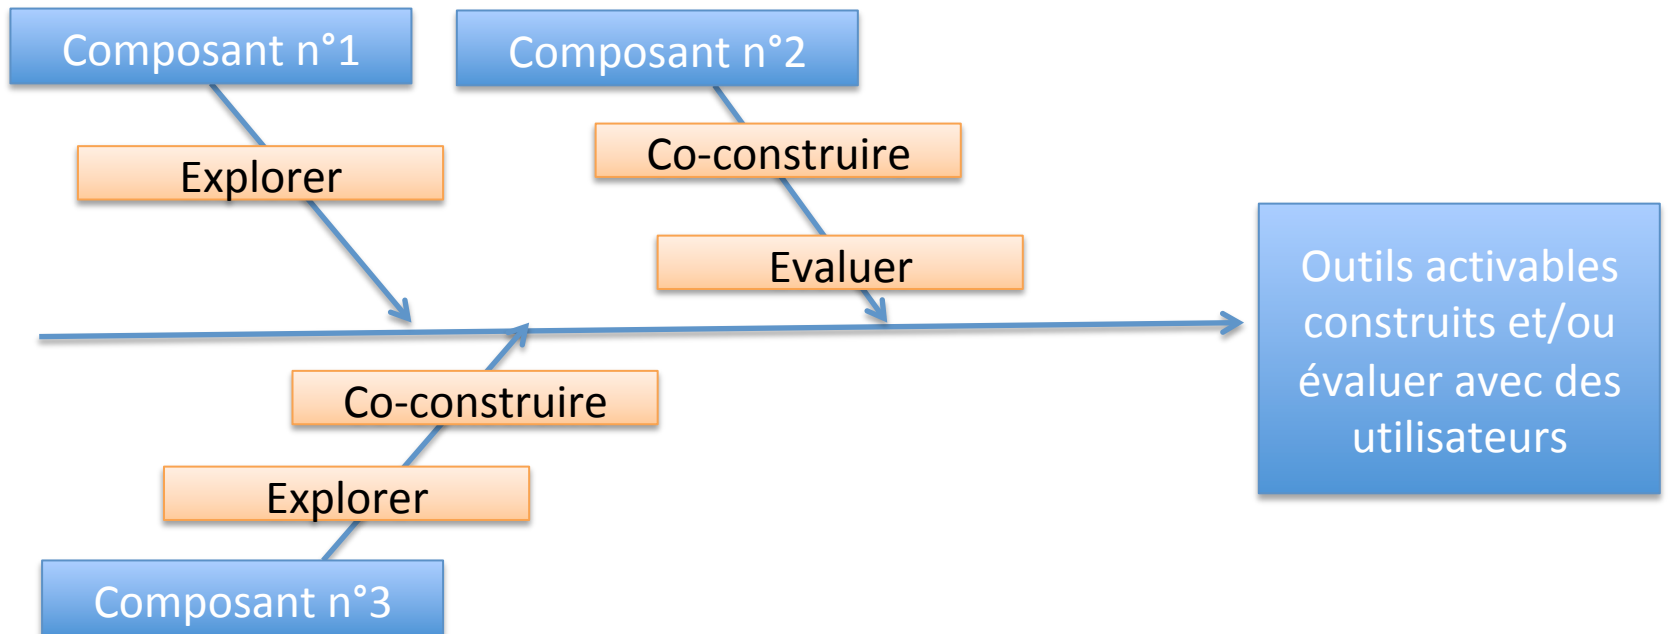 Composant n°1
Composant n°2
Explorer
Co-construire
Evaluer
Outils activables
construits et/ou
évaluer avec des
utilisateurs
Co-construire
Explorer
Composant n°3